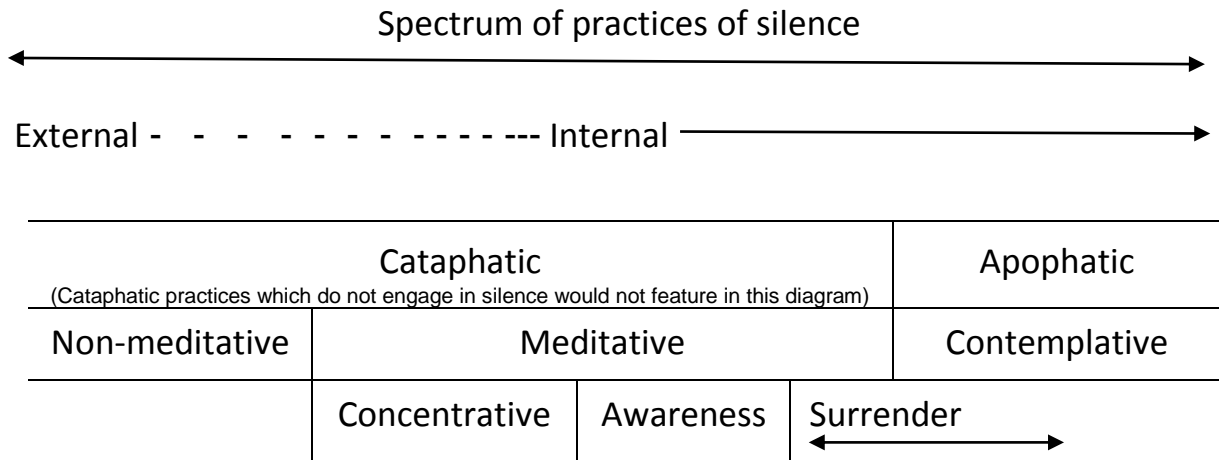 Spectrum of practices of silence
External - - - - - - - - - - - --- Internal
Cataphatic Apophatic
(Cataphatic practices which do not engage in silence would not feature in this diagram)
Non-meditative Meditative Contemplative
Concentrative Awareness Surrender